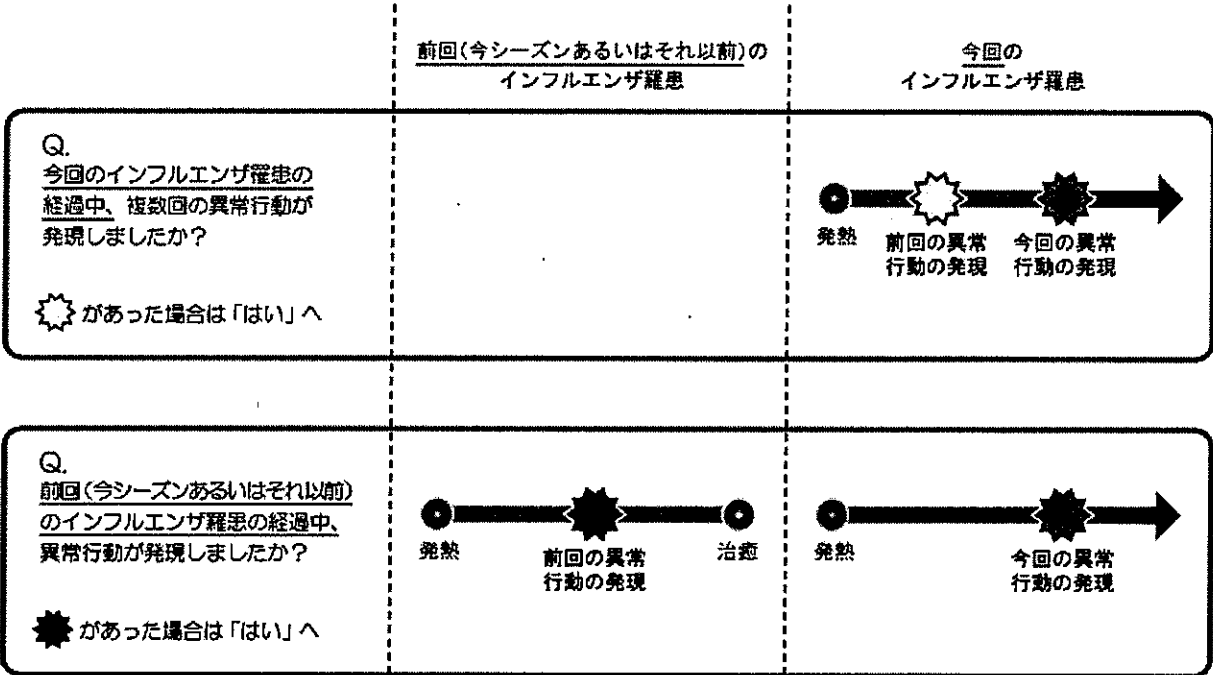 前回(今シーズンあるいはそれ以前)の
インフルエンザ罹患
今回の
インフルエンザ罹患
Q.
今回のインフルエンザ罹患の
経過中、複数回の異常行動が
発現しましたか?
があった場合は「はい」へ
発熱
前回の異常
行動の発現
今回の異常
行動の発現
Q.
前回(今シーズンあるいはそれ以前)
のインフルエンザ罹患の経過中、
異常行動が発現しましたか?
があった場合は「はい」へ
発熱
前回の異常
行動の発現
治癒
発熱
今回の異常
行動の発現